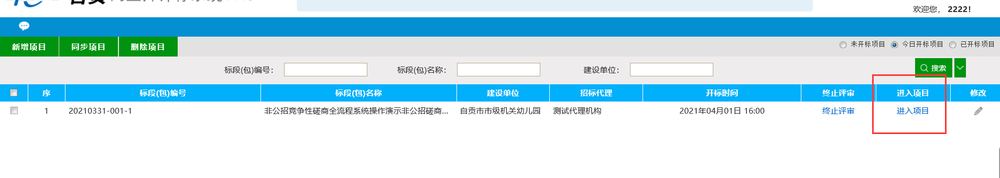 欢迎您， 2222!
新增项目 同步项目 删除项目 未开标项目 今日开标项目 已开标项目
标段(包)编号： 标段(包)名称： 建设单位： 搜索
序 标段(包)编号 标段(包)名称 建设单位 招标代理 开标时间 终止评审 进入项目 修改
1 20210331-001-1 非公招竞争性磋商全流程系统操作演示非公招磋商... 自贡市市级机关幼儿园 测试代理机构 2021年04月01日 16:00 终止评审 进入项目